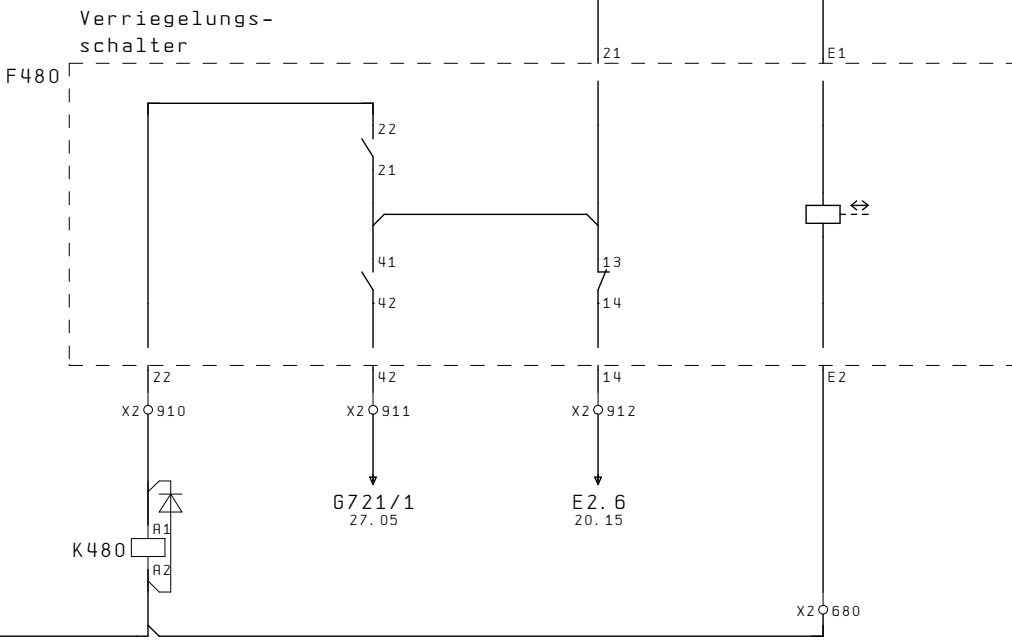 Verriegelungs-
schalter
21 E1
F480
22
21
41 13
42 14
22 42 14 E2
X2 910 X2 911 X2 912
G721/1 E2.6
27.05 20.15
A1
K480
A2
X2 680